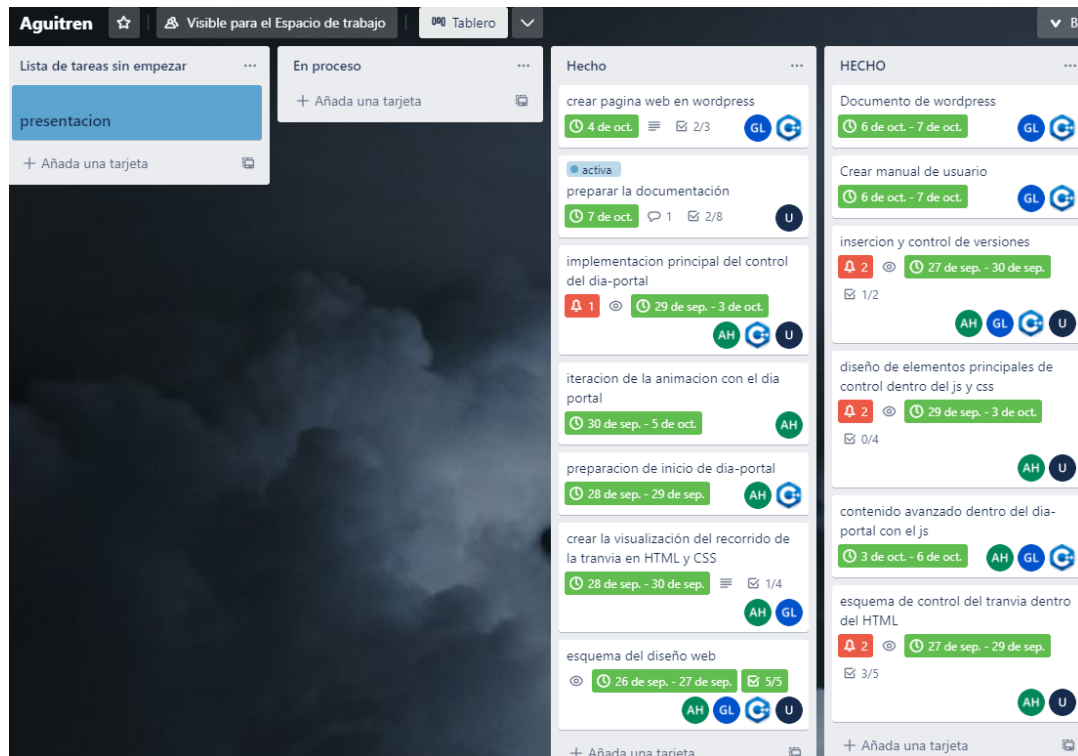 Aguitren
Visible para el Espacio de trabajo
Tablero
B
Lista de tareas sin empezar
presentacion
+ Añada una tarjeta
En proceso
+ Añada una tarjeta
Hecho
crear pagina web en wordpress
4 de oct. 2/3 GL
activa
preparar la documentación
7 de oct. 1 2/8 U
implementacion principal del control
del dia-portal
1 29 de sep. - 3 de oct.
AH U
iteracion de la animacion con el dia
portal
30 de sep. - 5 de oct. AH
preparacion de inicio de dia-portal
28 de sep. - 29 de sep. AH
crear la visualización del recorrido de
la tranvia en HTML y CSS
28 de sep. - 30 de sep. 1/4
AH GL
esquema del diseño web
26 de sep. - 27 de sep. 5/5
AH GL U
+ Añada una tarjeta
HECHO
Documento de wordpress
6 de oct. - 7 de oct. GL
Crear manual de usuario
6 de oct. - 7 de oct. GL
insercion y control de versiones
2 27 de sep. - 30 de sep.
1/2
AH GL U
diseño de elementos principales de
control dentro del js y css
2 29 de sep. - 3 de oct.
0/4
AH U
contenido avanzado dentro del dia-
portal con el js
3 de oct. - 6 de oct. AH GL
esquema de control del tranvia dentro
del HTML
2 27 de sep. - 29 de sep.
3/5
AH U
+ Añada una tarjeta